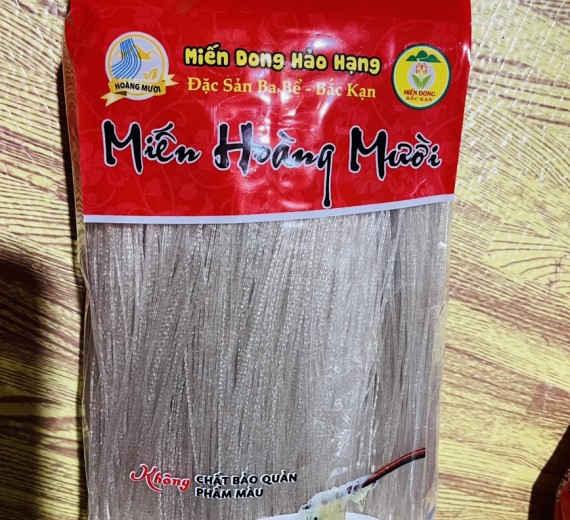 Miến Dong Hảo Hạng
Đặc Sản Ba Bể - Bắc Kạn
HOÀNG MƯỜI
MIẾN DONG
BẮC KẠN
Miến Hoàng Mười
Không CHẤT BẢO QUẢN
PHẨM MÀU